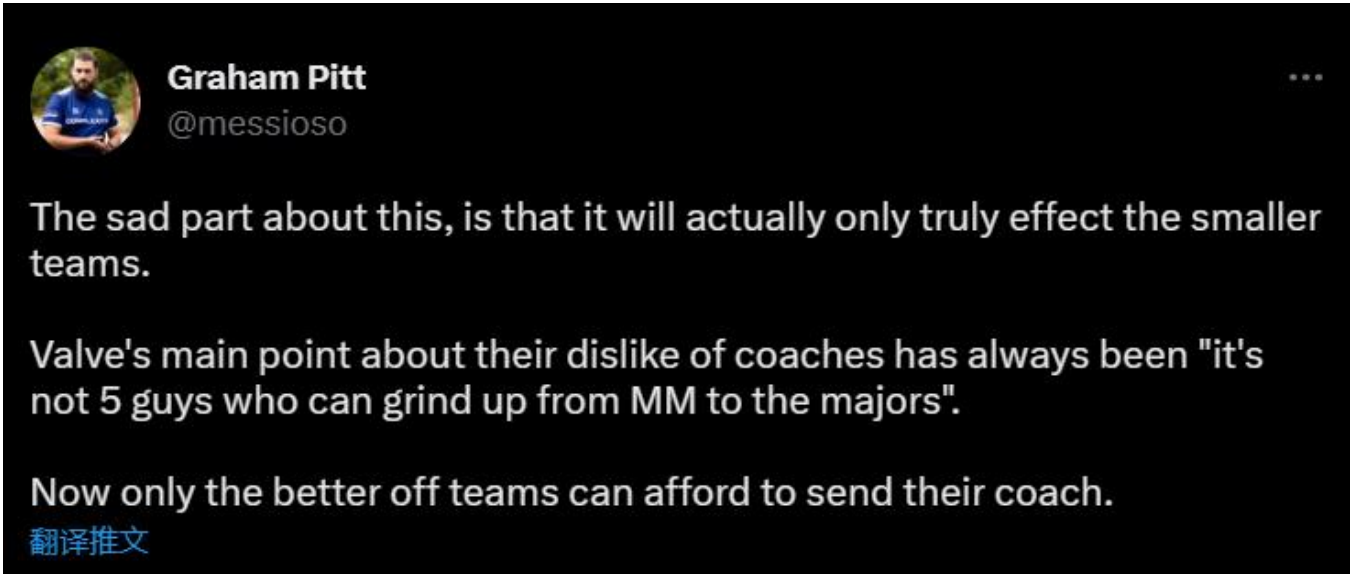 Graham Pitt
@messioso
The sad part about this, is that it will actually only truly effect the smaller
teams.
Valve's main point about their dislike of coaches has always been "it's
not 5 guys who can grind up from MM to the majors".
Now only the better off teams can afford to send their coach.
翻译推文